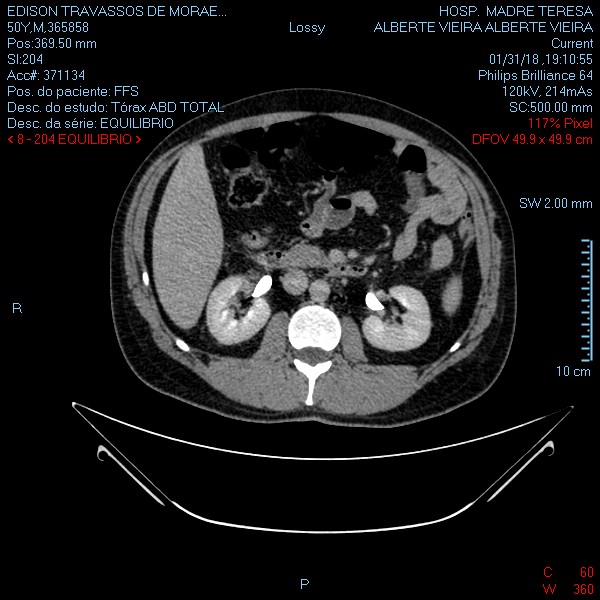 EDISON TRAVASSOS DE MORAE...
50Y,M,365858
Pos:369.50 mm
Sl:204
Acc#: 371134
Pos. do paciente: FFS
Desc. do estudo: Tórax ABD TOTAL
Desc. da série: EQUILIBRIO
< 8 - 204 EQUILIBRIO >
Lossy
HOSP. MADRE TERESA
ALBERTE VIEIRA ALBERTE VIEIRA
Current
01/31/18 ,19:10:55
Philips Brilliance 64
120kV, 214mAs
SC:500.00 mm
117% Pixel
DFOV 49.9 x 49.9 cm
SW 2.00 mm
R
10 cm
P
C 60
W 360